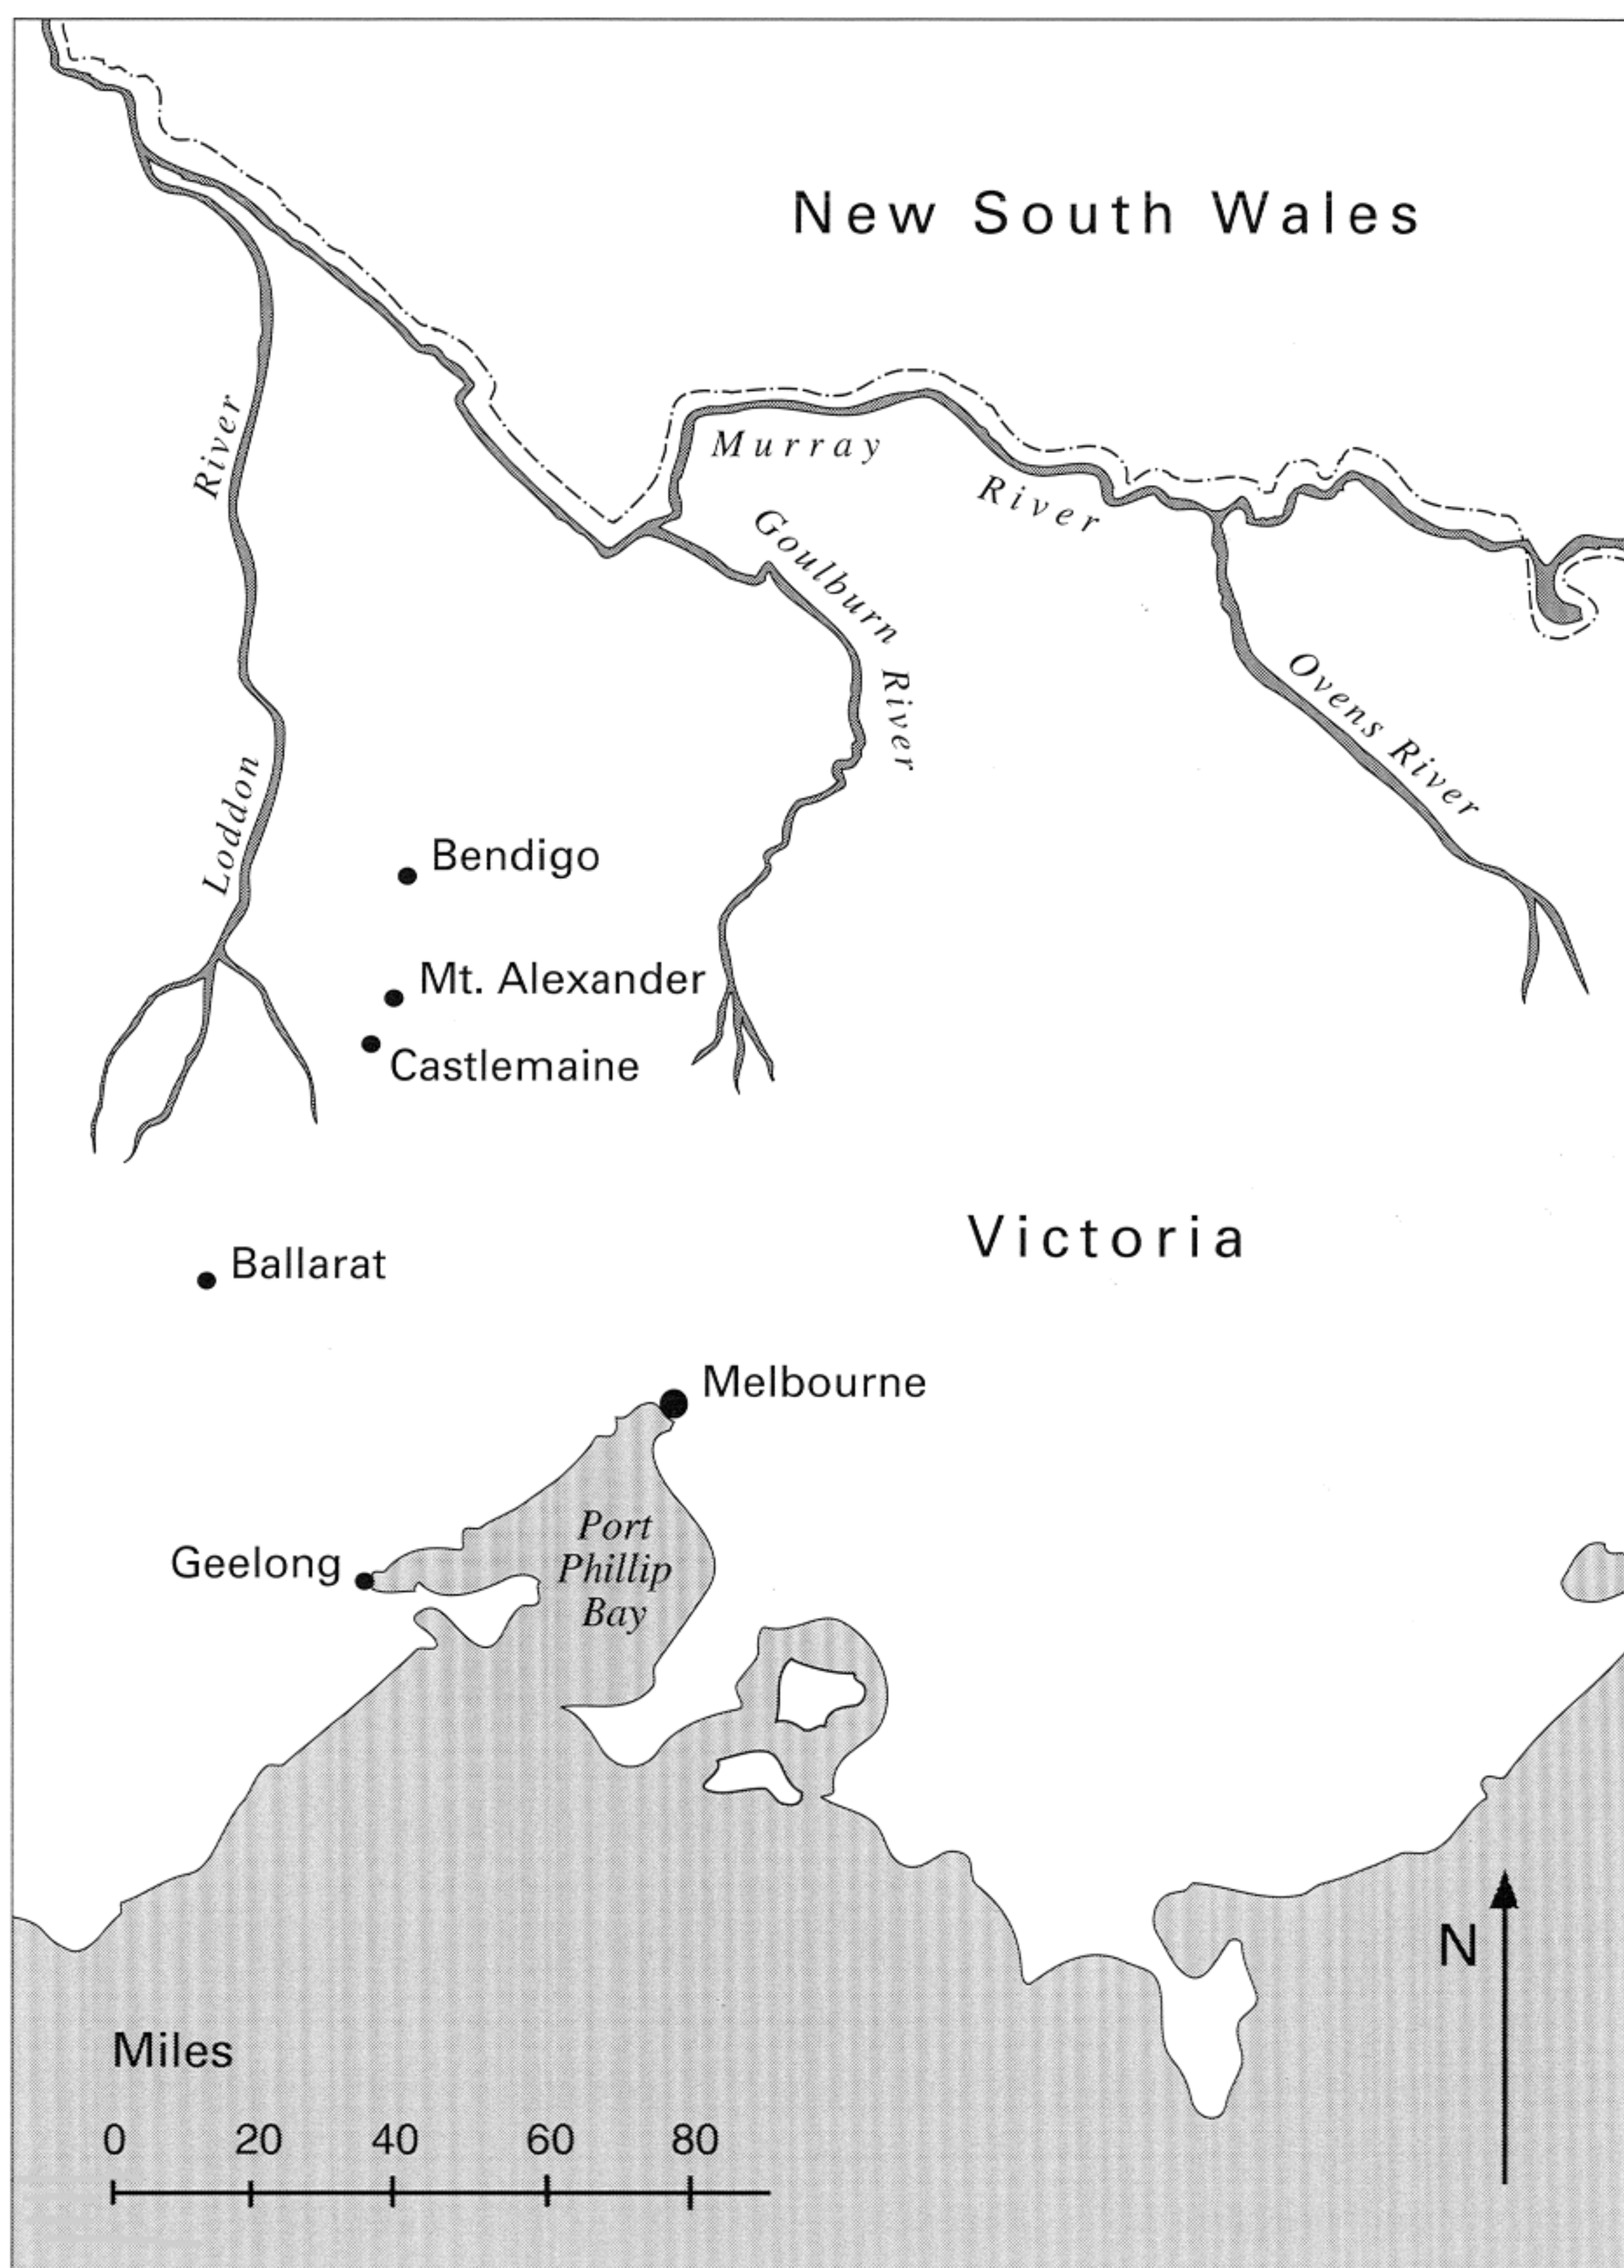 New South Wales
Murray
River
River
Goulburn
River
Ovens River
Loddon
Bendigo
Mt. Alexander
Castlemaine
Victoria
Ballarat
Melbourne
Port
Phillip
Bay
Geelong
N
Miles
0 20 40 60 80